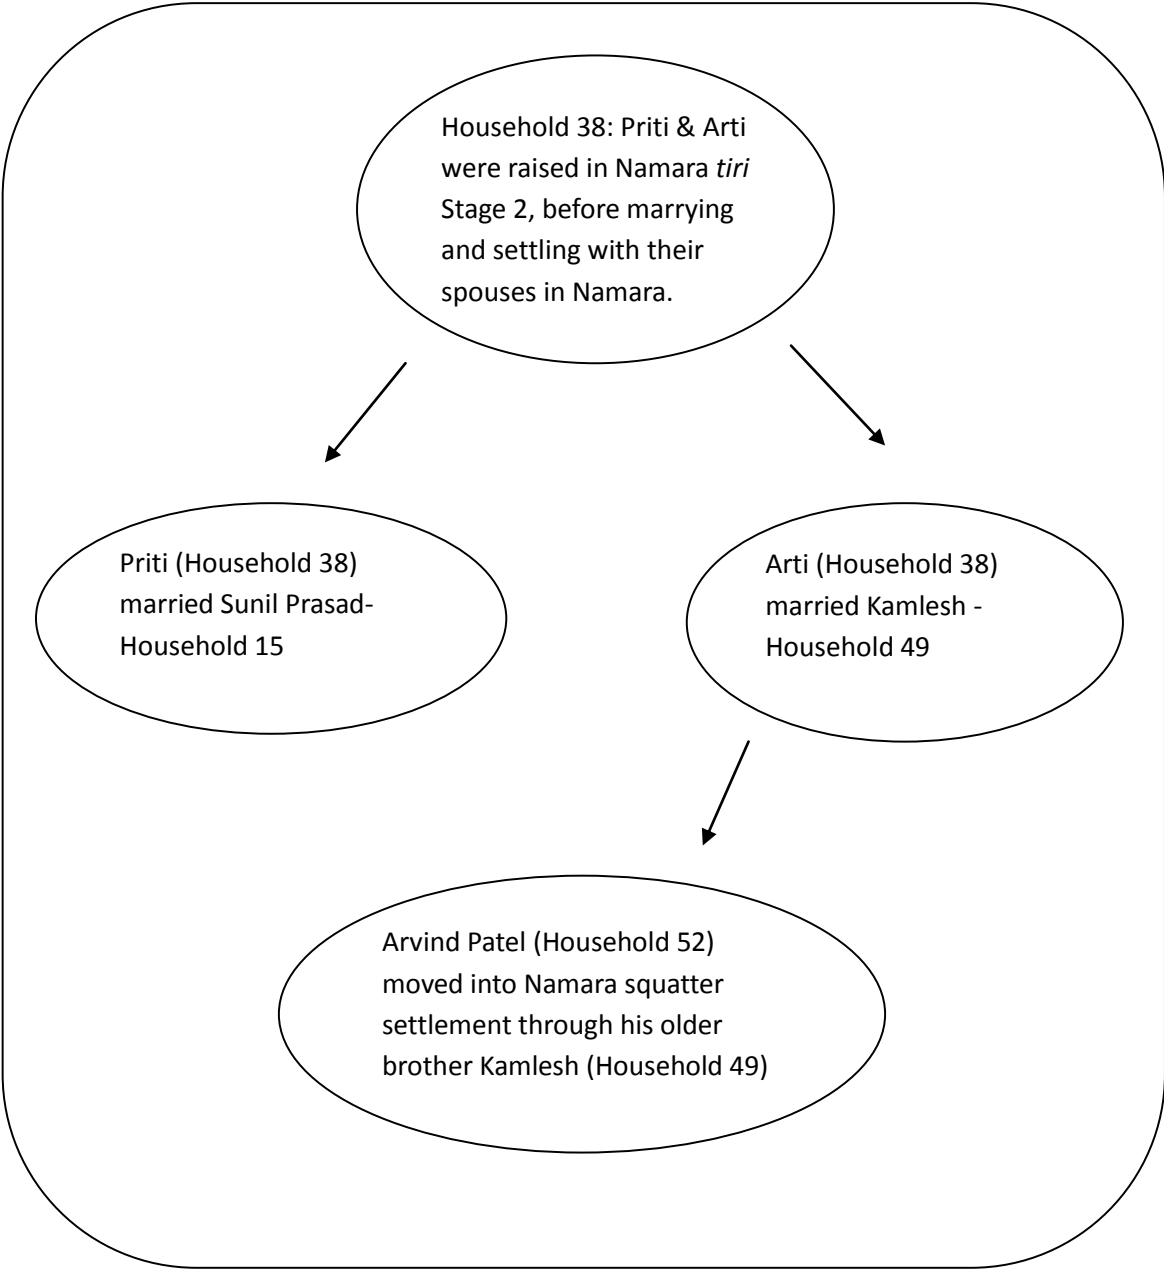 Household 38: Priti & Arti
were raised in Namara tiri
Stage 2, before marrying
and settling with their
spouses in Namara.
Priti (Household 38)
married Sunil Prasad-
Household 15
Arti (Household 38)
married Kamlesh -
Household 49
Arvind Patel (Household 52)
moved into Namara squatter
settlement through his older
brother Kamlesh (Household 49)